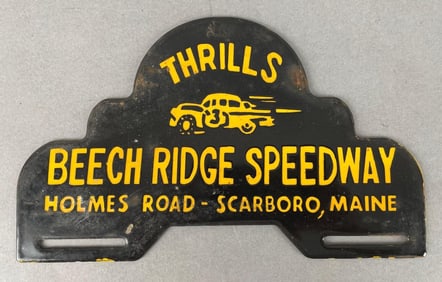 THRILLS
3
BEECH RIDGE SPEEDWAY
HOLMES ROAD - SCARBORO, MAINE